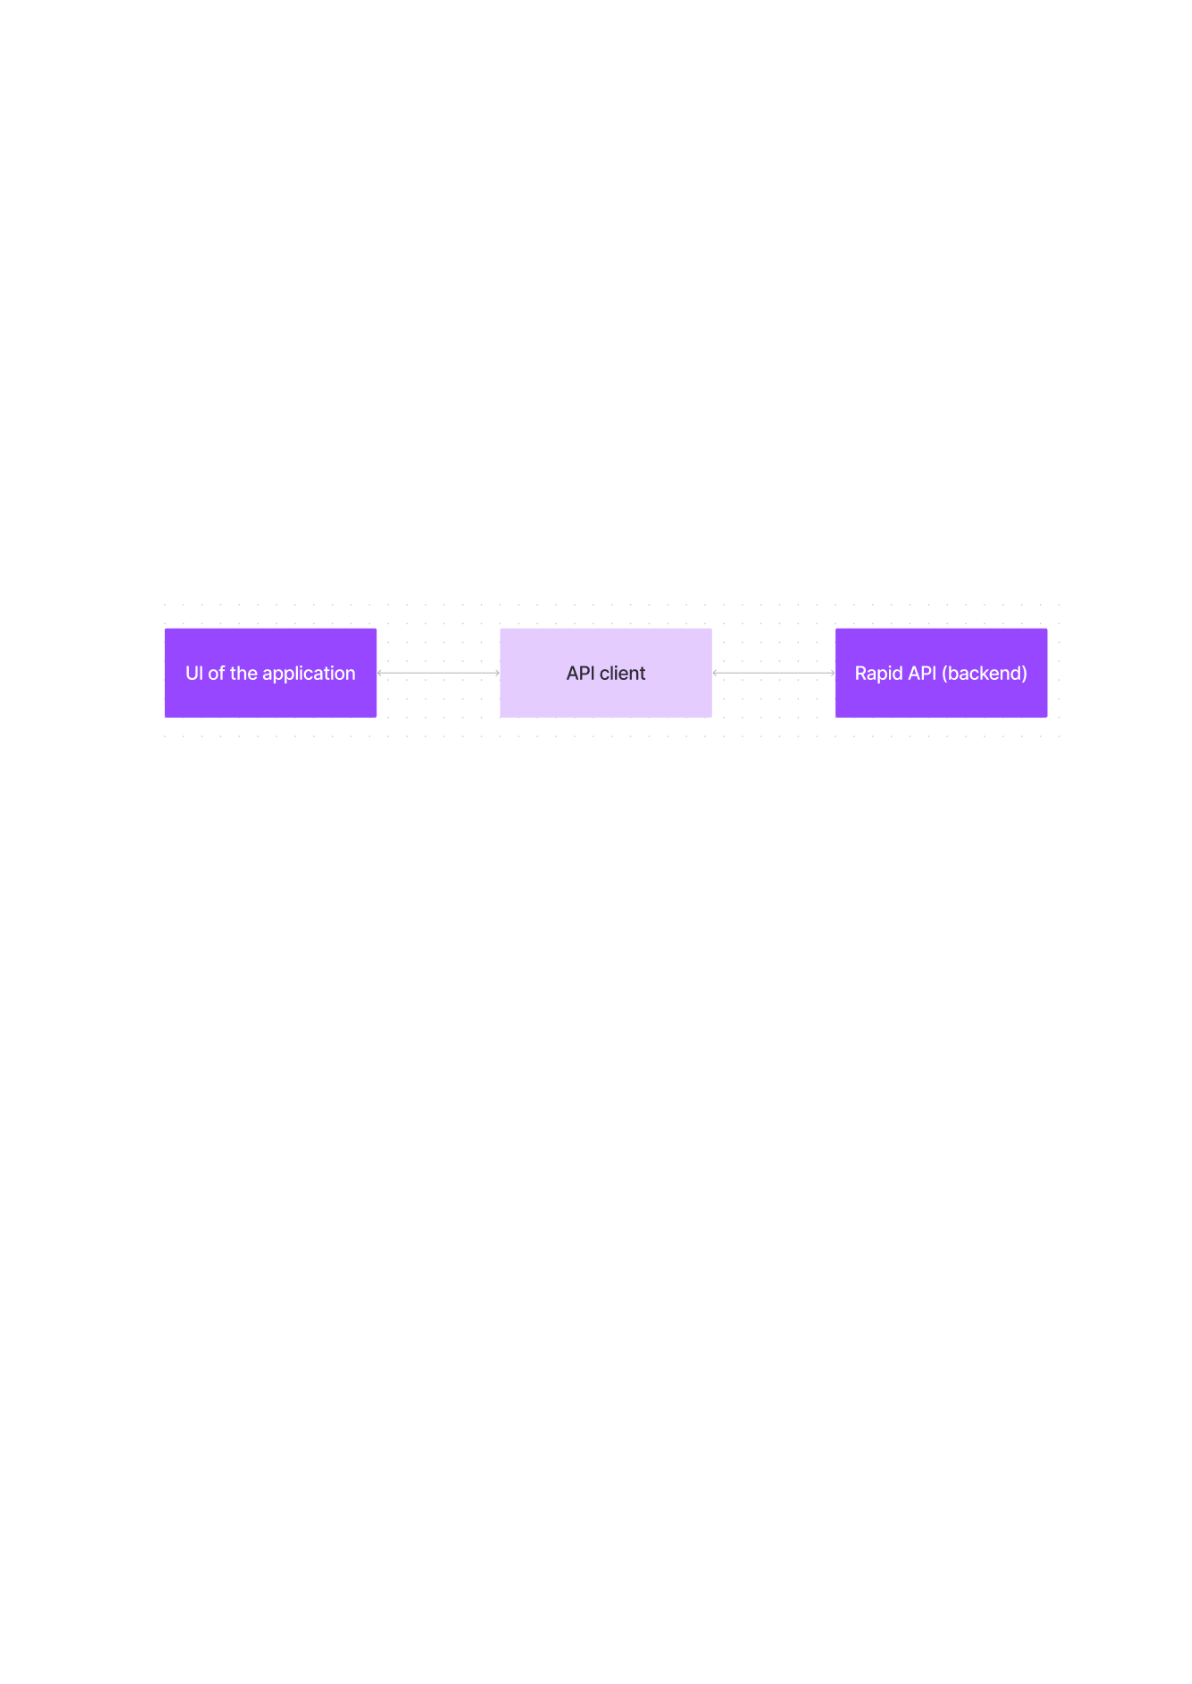 UI of the application
API client
Rapid API (backend)